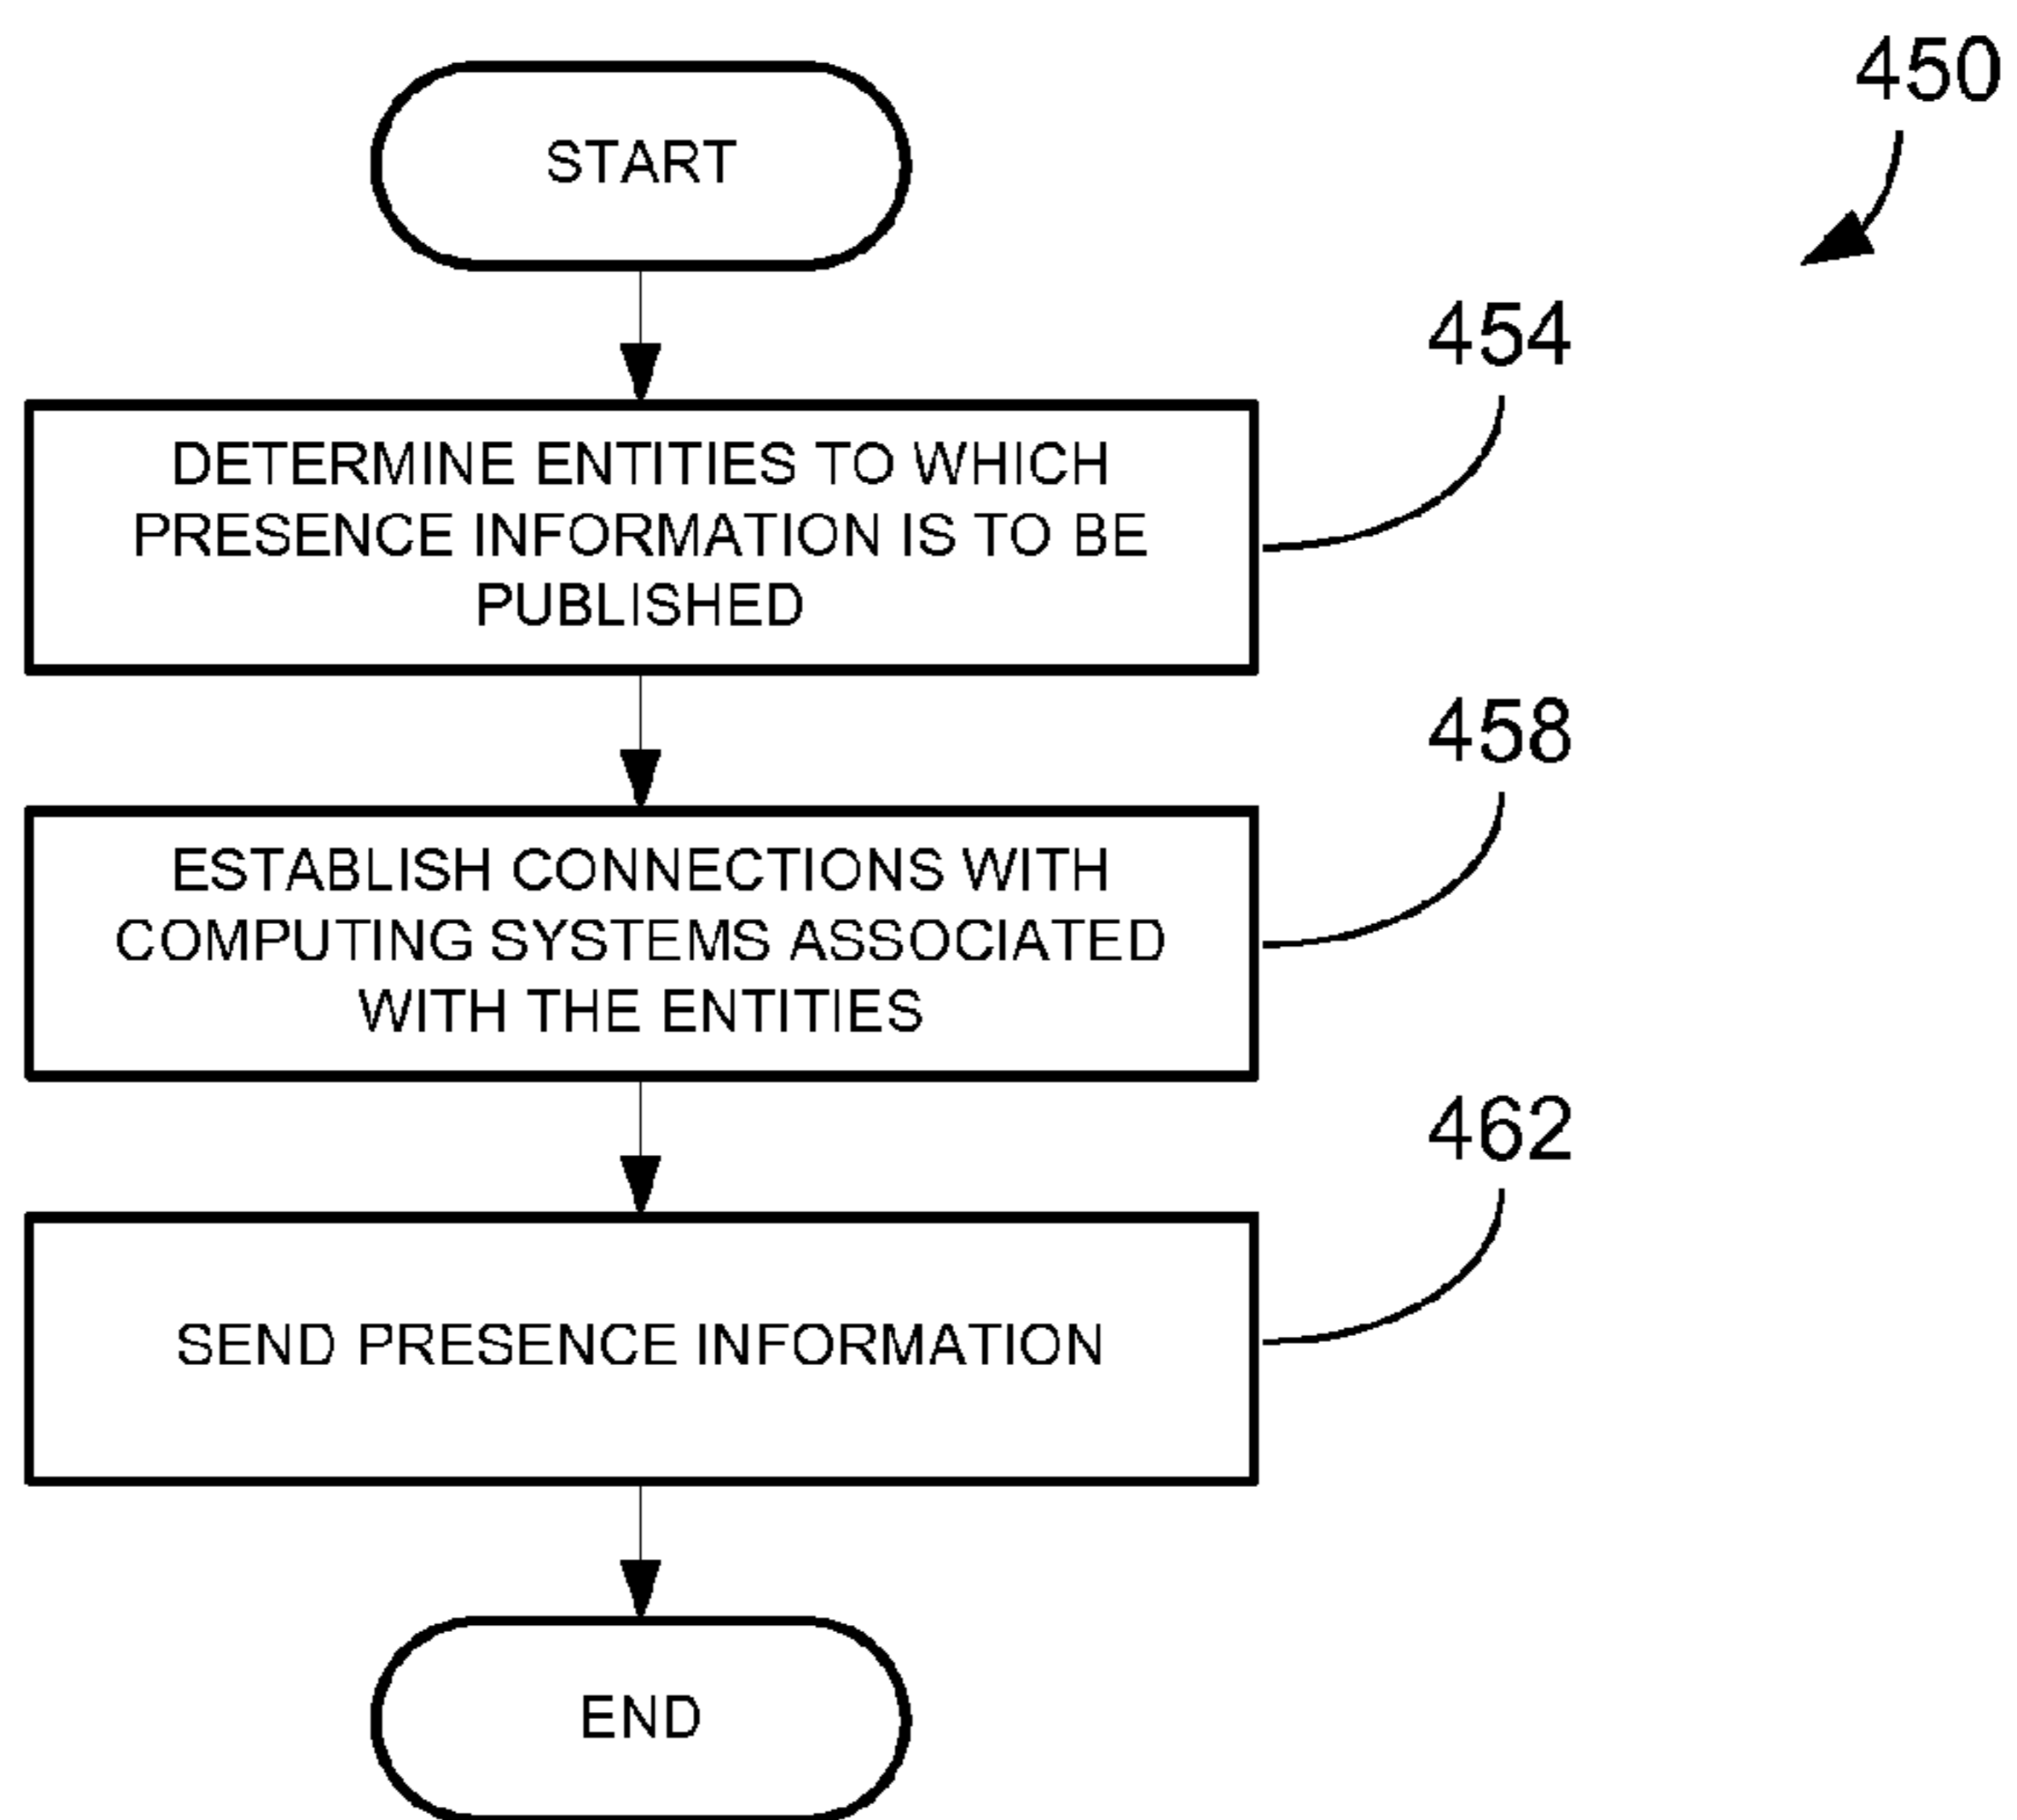 450
START
454
DETERMINE ENTITIES TO WHICH
PRESENCE INFORMATION IS TO BE
PUBLISHED
458
ESTABLISH CONNECTIONS WITH
COMPUTING SYSTEMS ASSOCIATED
WITH THE ENTITIES
462
SEND PRESENCE INFORMATION
END